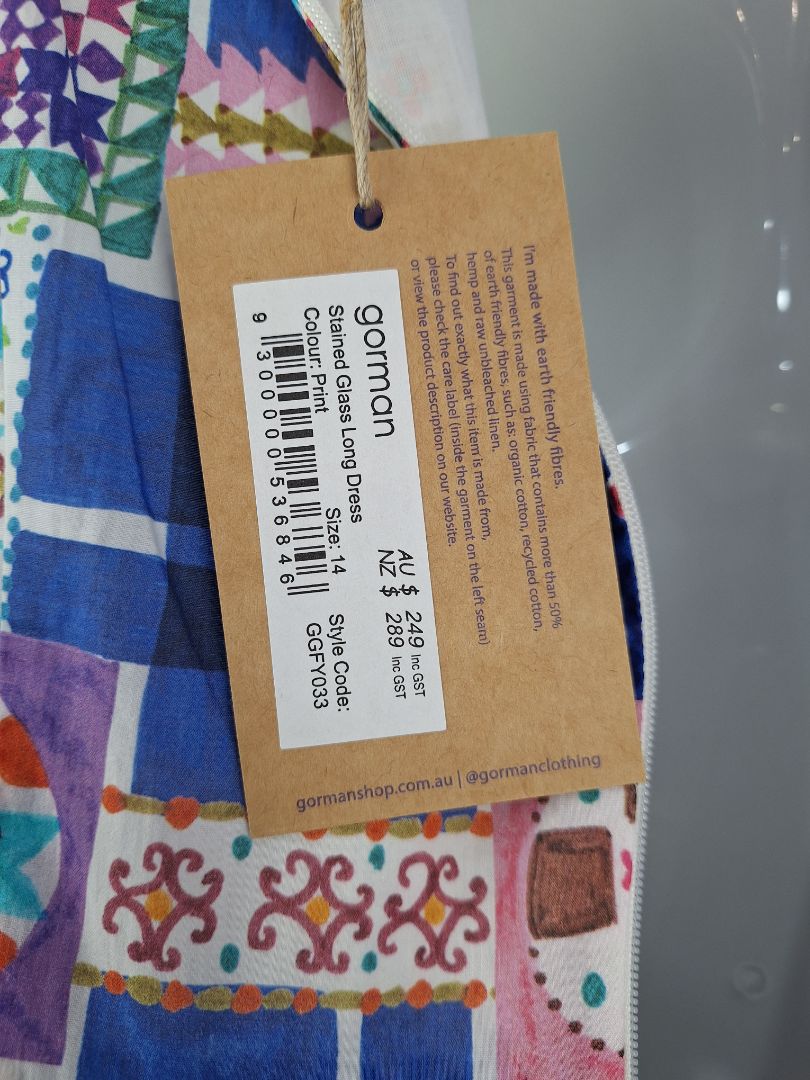 I'm made with earth friendly fibres.
This garment is made using fabric that contains more than 50%
of earth friendly fibres, such as: organic cotton, recycled cotton,
hemp and raw unbleached linen.
To find out exactly what this item is made from,
please check the care label (inside the garment on the left seam)
or view the product description on our website.
gorman
AU $ 249 Inc GST
NZ $ 289 Inc GST
Stained Glass Long Dress
Colour: Print
Size: 14
Style Code:
GGFY033
9 300000 536846
gormanshop.com.au | @gormanclothing